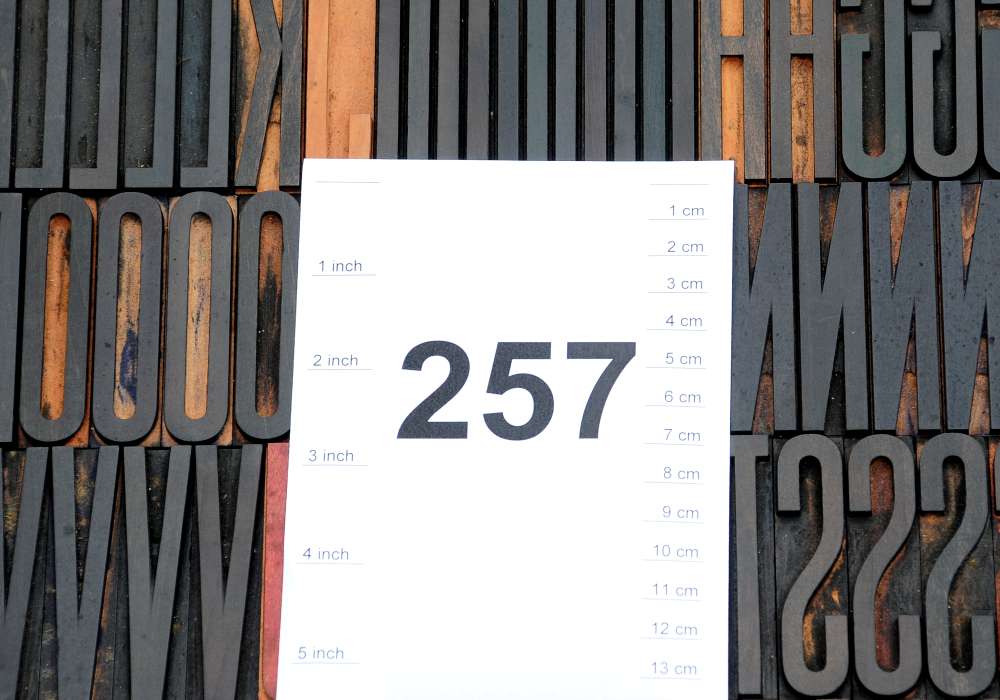 1 cm
2 cm
1 inch
3 cm
4 cm
257
2 inch
5 cm
6 cm
7 cm
3 inch
8 cm
9 cm
4 inch
10 cm
11 cm
12 cm
5 inch
13 cm